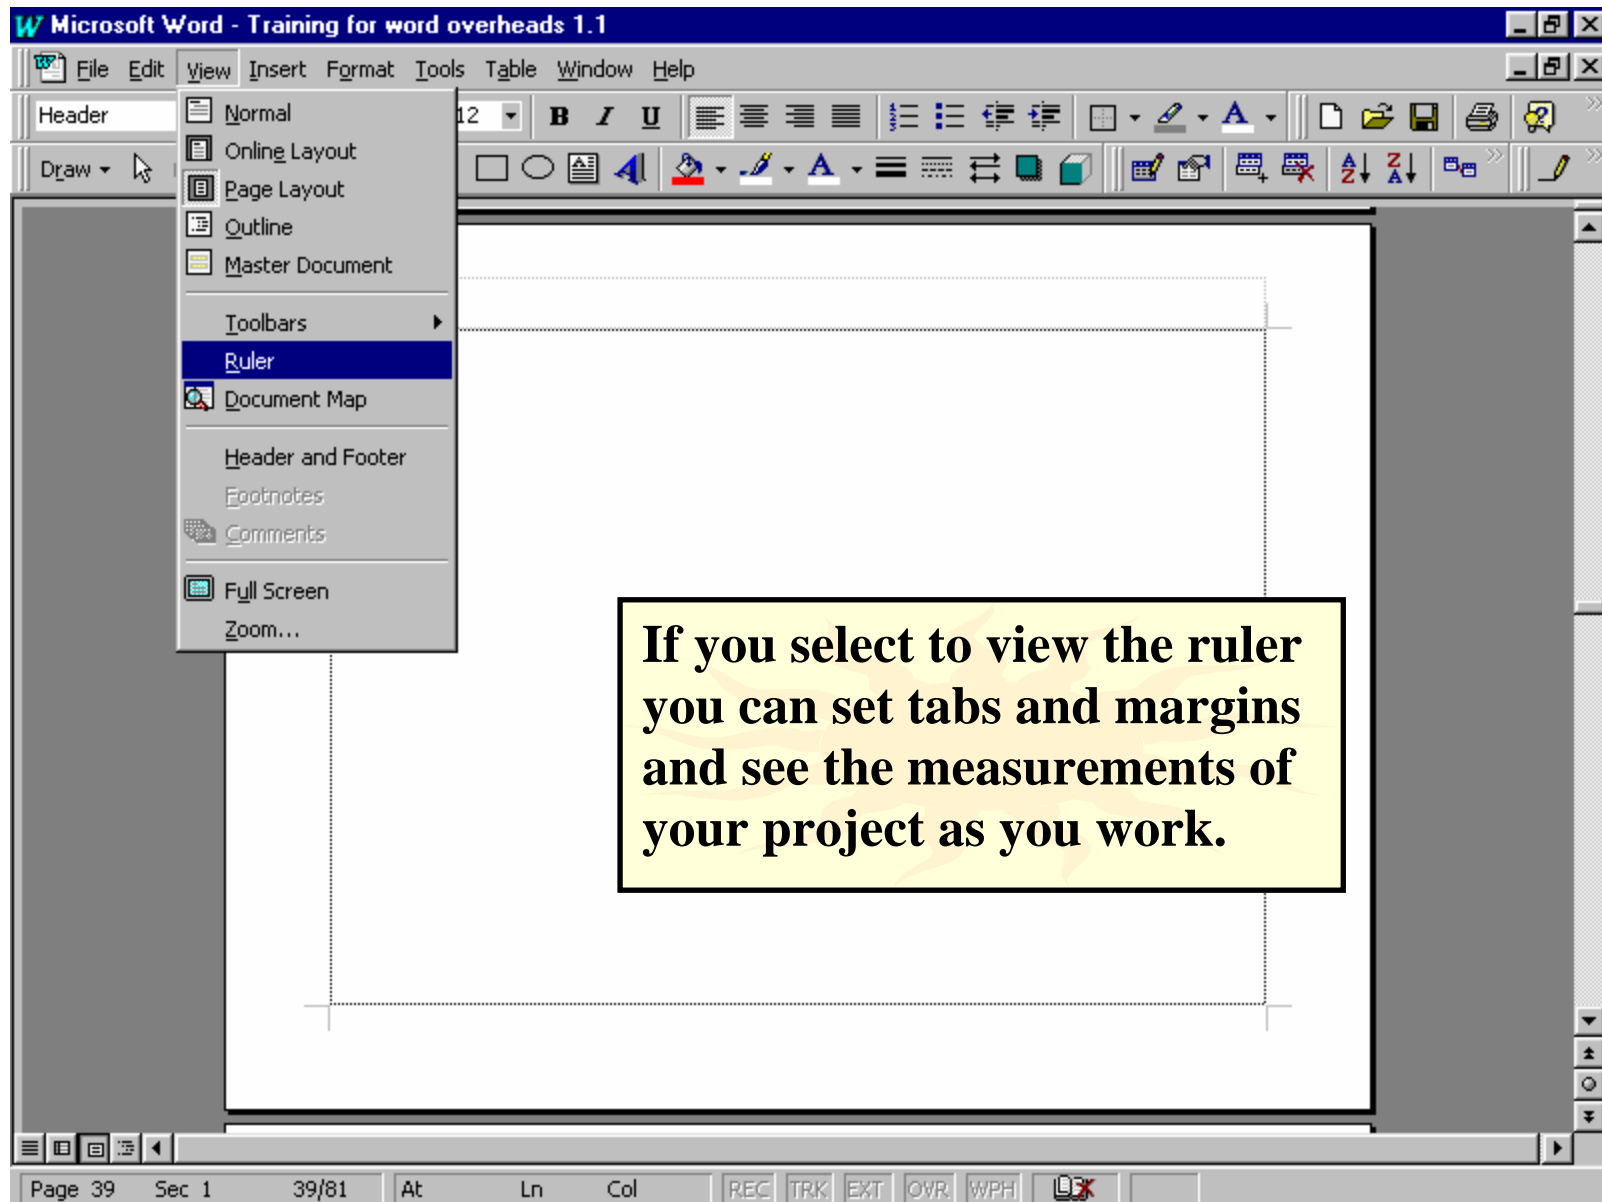 Microsoft Word - Training for word overheads 1.1
File Edit View Insert Format Tools Table Window Help
Header 12 B I U A
Draw A A Z Z A
Normal
Online Layout
Page Layout
Outline
Master Document
Toolbars
Ruler
Document Map
Header and Footer
Footnotes
Comments
Full Screen
Zoom...
If you select to view the ruler
you can set tabs and margins
and see the measurements of
your project as you work.
Page 39 Sec 1 39/81 At Ln Col REC TRK EXT OVR WPH